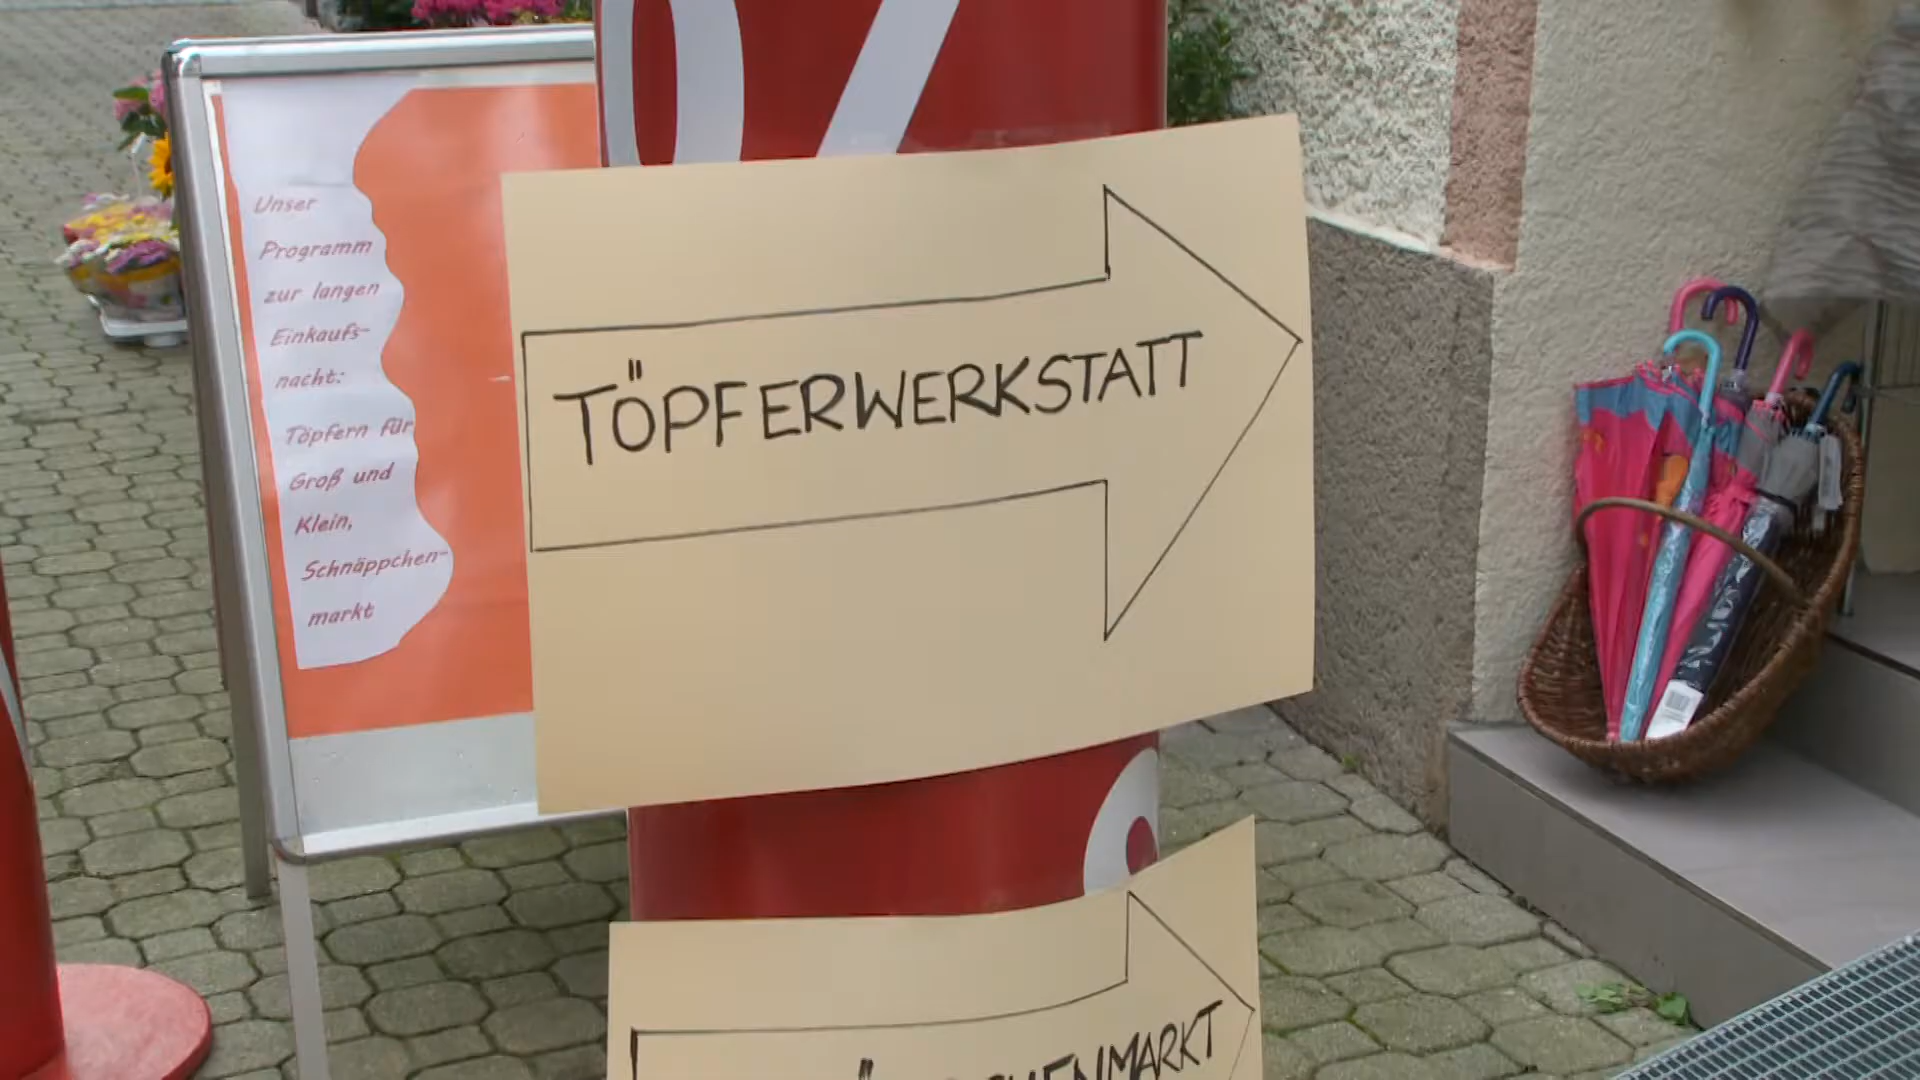 %
Unser
Programm
zur langen
Einkaufs-
nacht:
Töpfern für
Groß und
Klein,
Schnäppchen-
markt
TÖPFERWERKSTATT